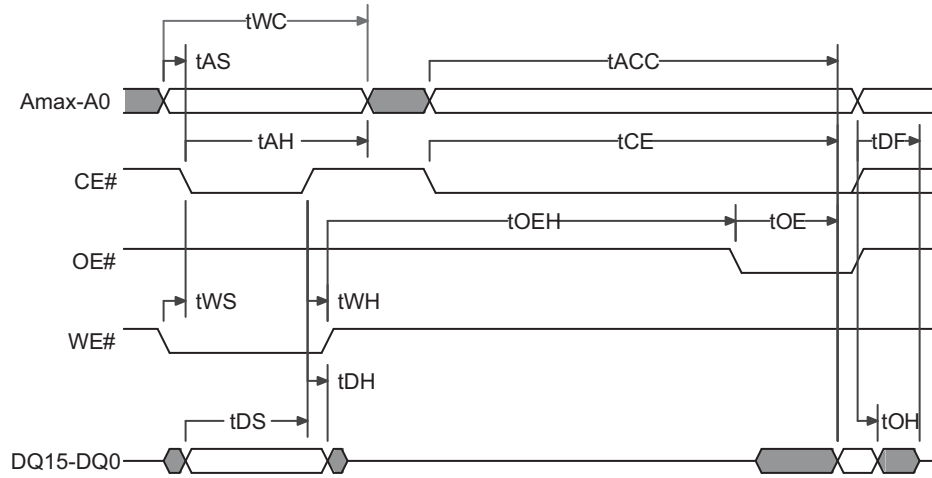 tWC
tAS
tACC
Amax-A0
tAH
tCE
tDF
CE#
tOEH
tOE
OE#
tWS
tWH
WE#
tDH
tDS
tOH
DQ15-DQ0